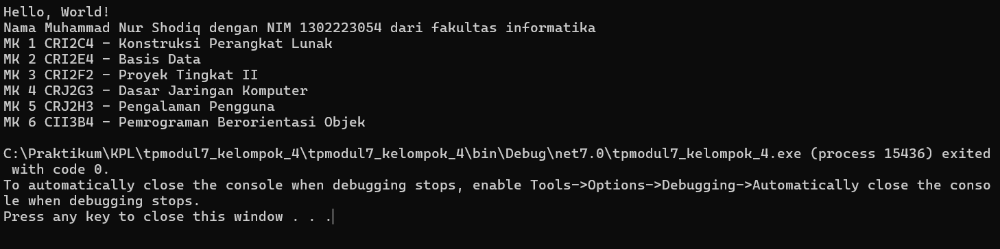 Hello, World!
Nama Muhammad Nur Shodiq dengan NIM 1302223054 dari fakultas informatika
MK 1 CRI2C4 - Konstruksi Perangkat Lunak
MK 2 CRI2E4 - Basis Data
MK 3 CRI2F2 - Proyek Tingkat II
MK 4 CRJ2G3 - Dasar Jaringan Komputer
MK 5 CRJ2H3 - Pengalaman Pengguna
MK 6 CII3B4 - Pemrograman Berorientasi Objek
C:\Praktikum\KPL\tpmodul7_kelompok_4\tpmodul7_kelompok_4\bin\Debug\net7.0\tpmodul7_kelompok_4.exe (process 15436) exited
 with code 0.
To automatically close the console when debugging stops, enable Tools->Options->Debugging->Automatically close the conso
le when debugging stops.
Press any key to close this window . . .